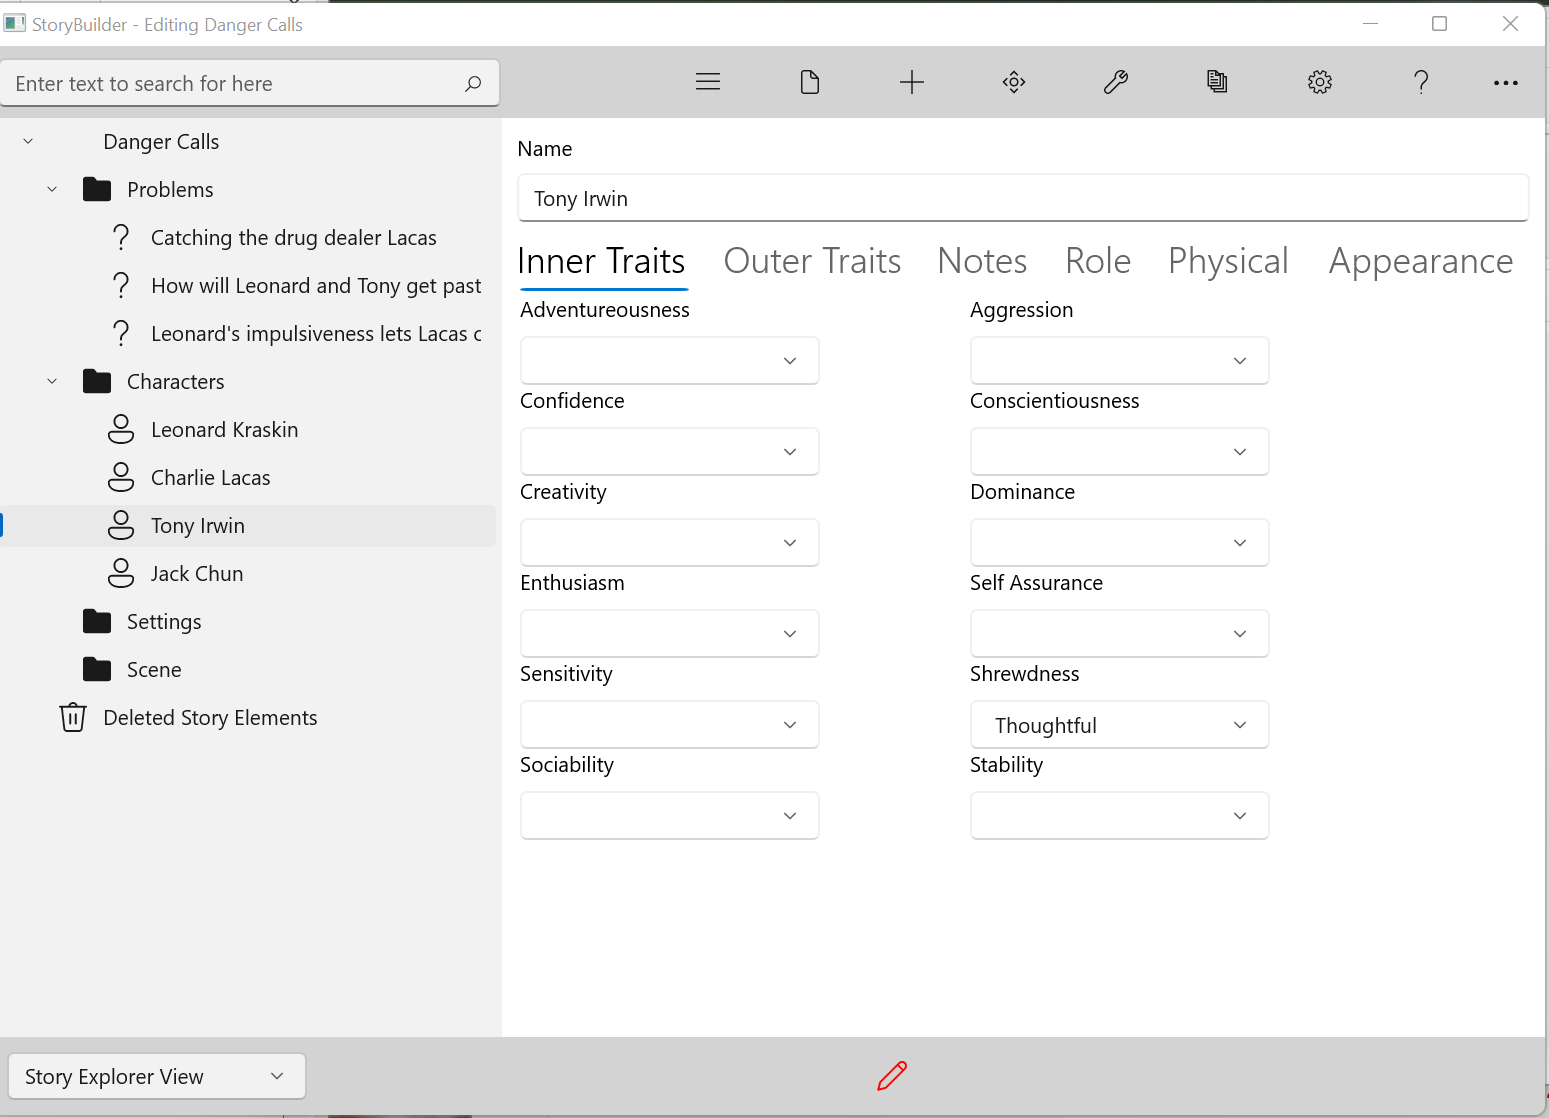 StoryBuilder - Editing Danger Calls
Enter text to search for here
Danger Calls
Problems
Catching the drug dealer Lacas
How will Leonard and Tony get past
Leonard's impulsiveness lets Lacas c
Characters
Leonard Kraskin
Charlie Lacas
Tony Irwin
Jack Chun
Settings
Scene
Deleted Story Elements
Name
Tony Irwin
Inner Traits Outer Traits Notes Role Physical Appearance
Adventureousness Aggression
Confidence Conscientiousness
Creativity Dominance
Enthusiasm Self Assurance
Sensitivity Shrewdness
Thoughtful
Sociability Stability
Story Explorer View